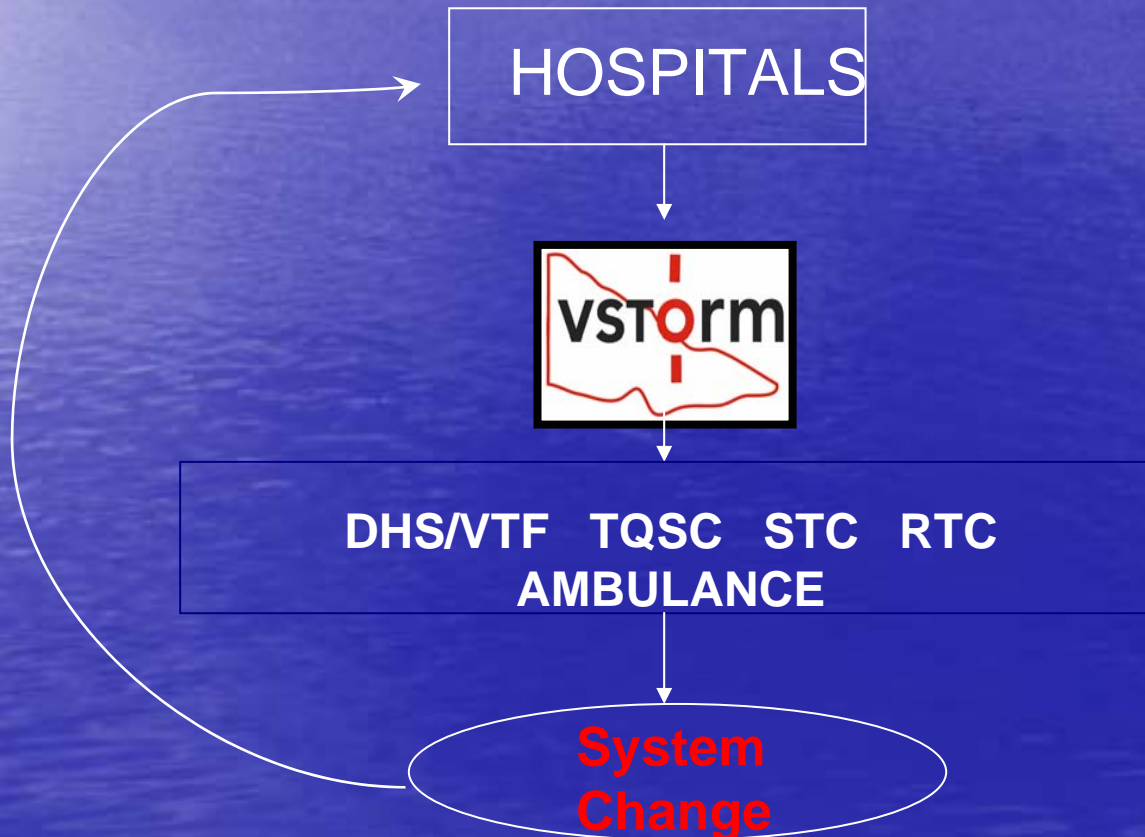 HOSPITALS
VSTOrm
DHS/VTF TQSC STC RTC
AMBULANCE
System
Change